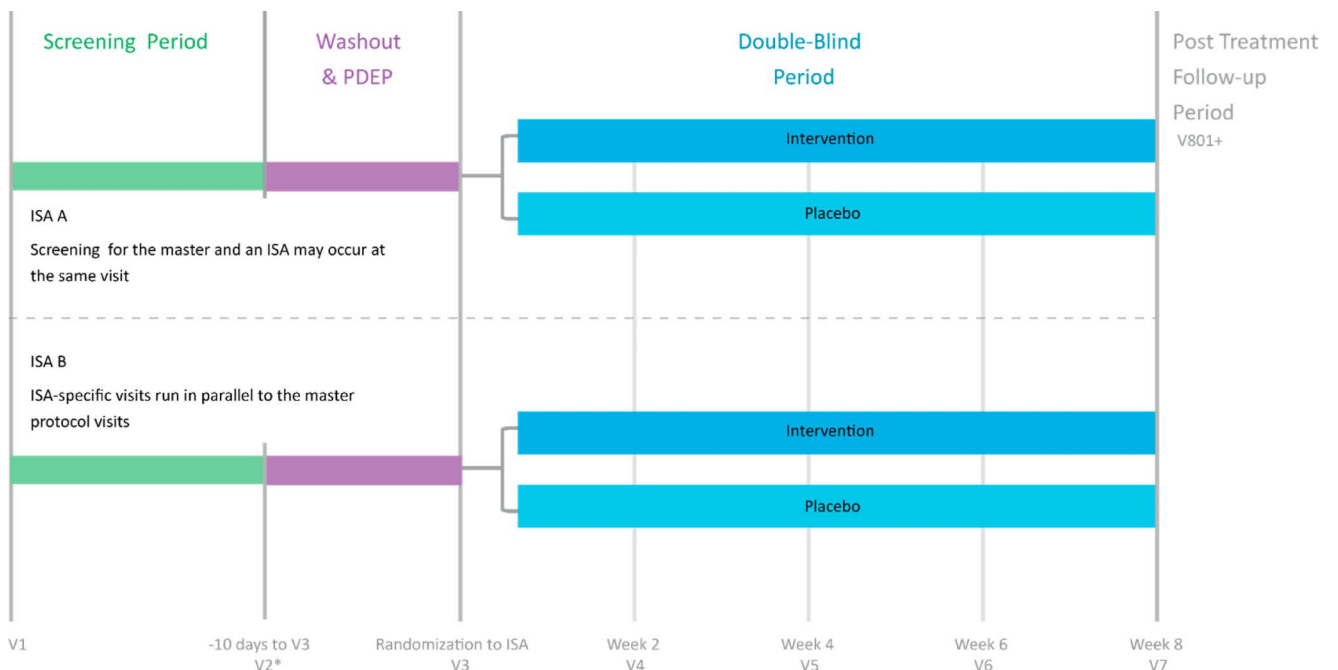 Screening Period
Washout
& PDEP
Double-Blind
Period
Post Treatment
Follow-up
Period
V801+
Intervention
Placebo
ISA A
Screening for the master and an ISA may occur at
the same visit
ISA B
ISA-specific visits run in parallel to the master
protocol visits
Intervention
Placebo
V1
-10 days to V3
V2*
Randomization to ISA
V3
Week 2
V4
Week 4
V5
Week 6
V6
Week 8
V7